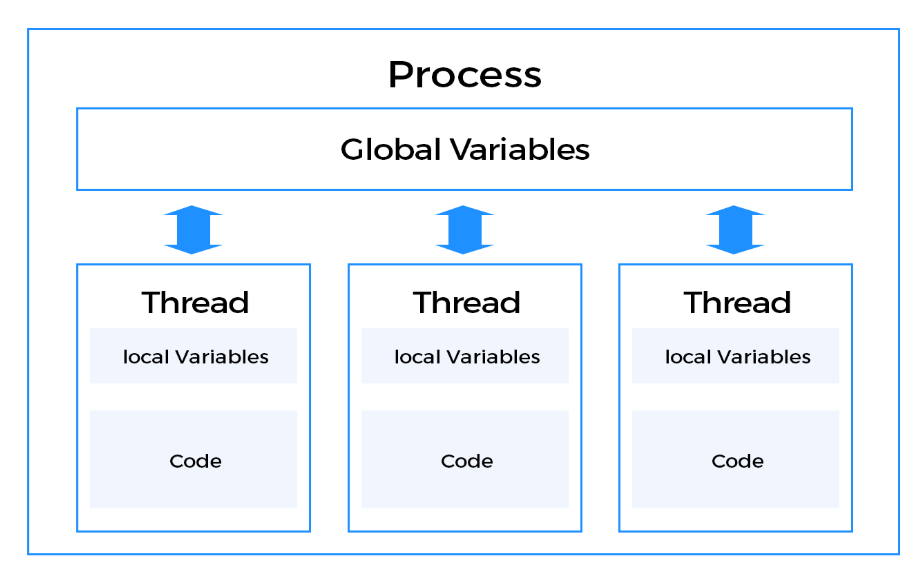 Process
Global Variables
Thread
Thread
Thread
local Variables
local Variables
local Variables
Code
Code
Code